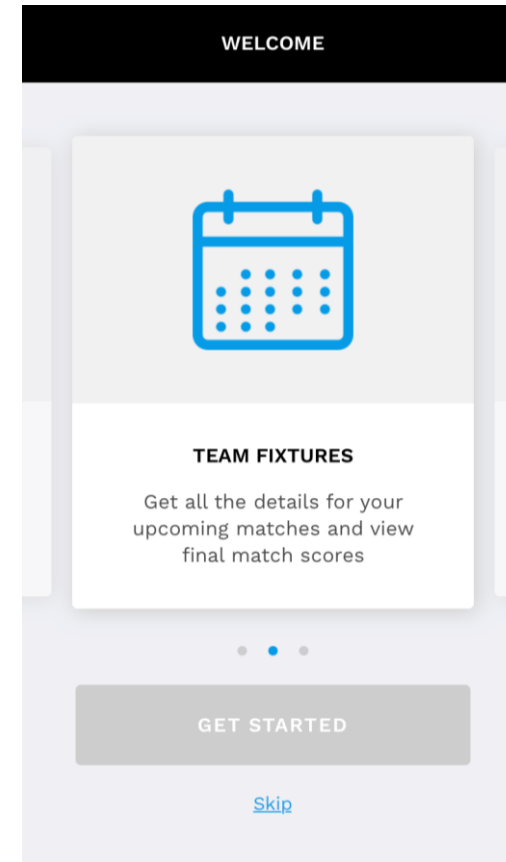 WELCOME
TEAM FIXTURES
Get all the details for your
upcoming matches and view
final match scores
GET STARTED
Skip